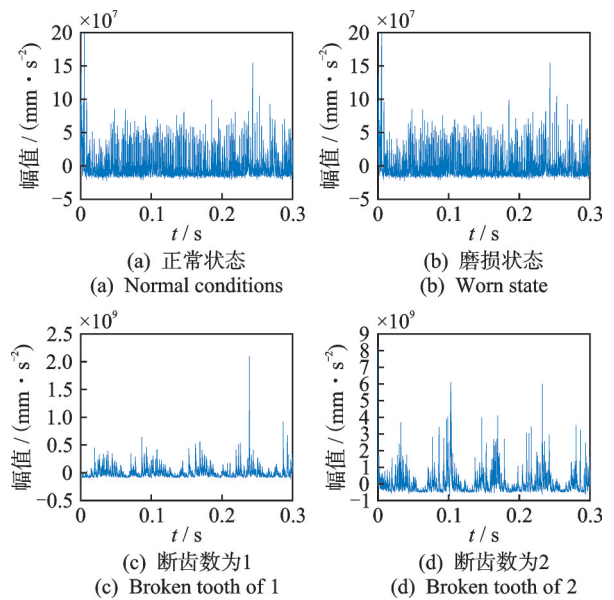 ×10⁷
20
15
10
5
0
−5
幅值 / (mm・s⁻²)
0 0.1 0.2 0.3
t / s
(a) 正常状态
(a) Normal conditions
×10⁷
20
15
10
5
0
−5
幅值 / (mm・s⁻²)
0 0.1 0.2 0.3
t / s
(b) 磨损状态
(b) Worn state
×10⁹
2.5
2.0
1.5
1.0
0.5
0
−0.5
幅值 / (mm・s⁻²)
0 0.1 0.2 0.3
t / s
(c) 断齿数为1
(c) Broken tooth of 1
×10⁹
9
8
7
6
5
4
3
2
1
0
−1
幅值 / (mm・s⁻²)
0 0.1 0.2 0.3
t / s
(d) 断齿数为2
(d) Broken tooth of 2